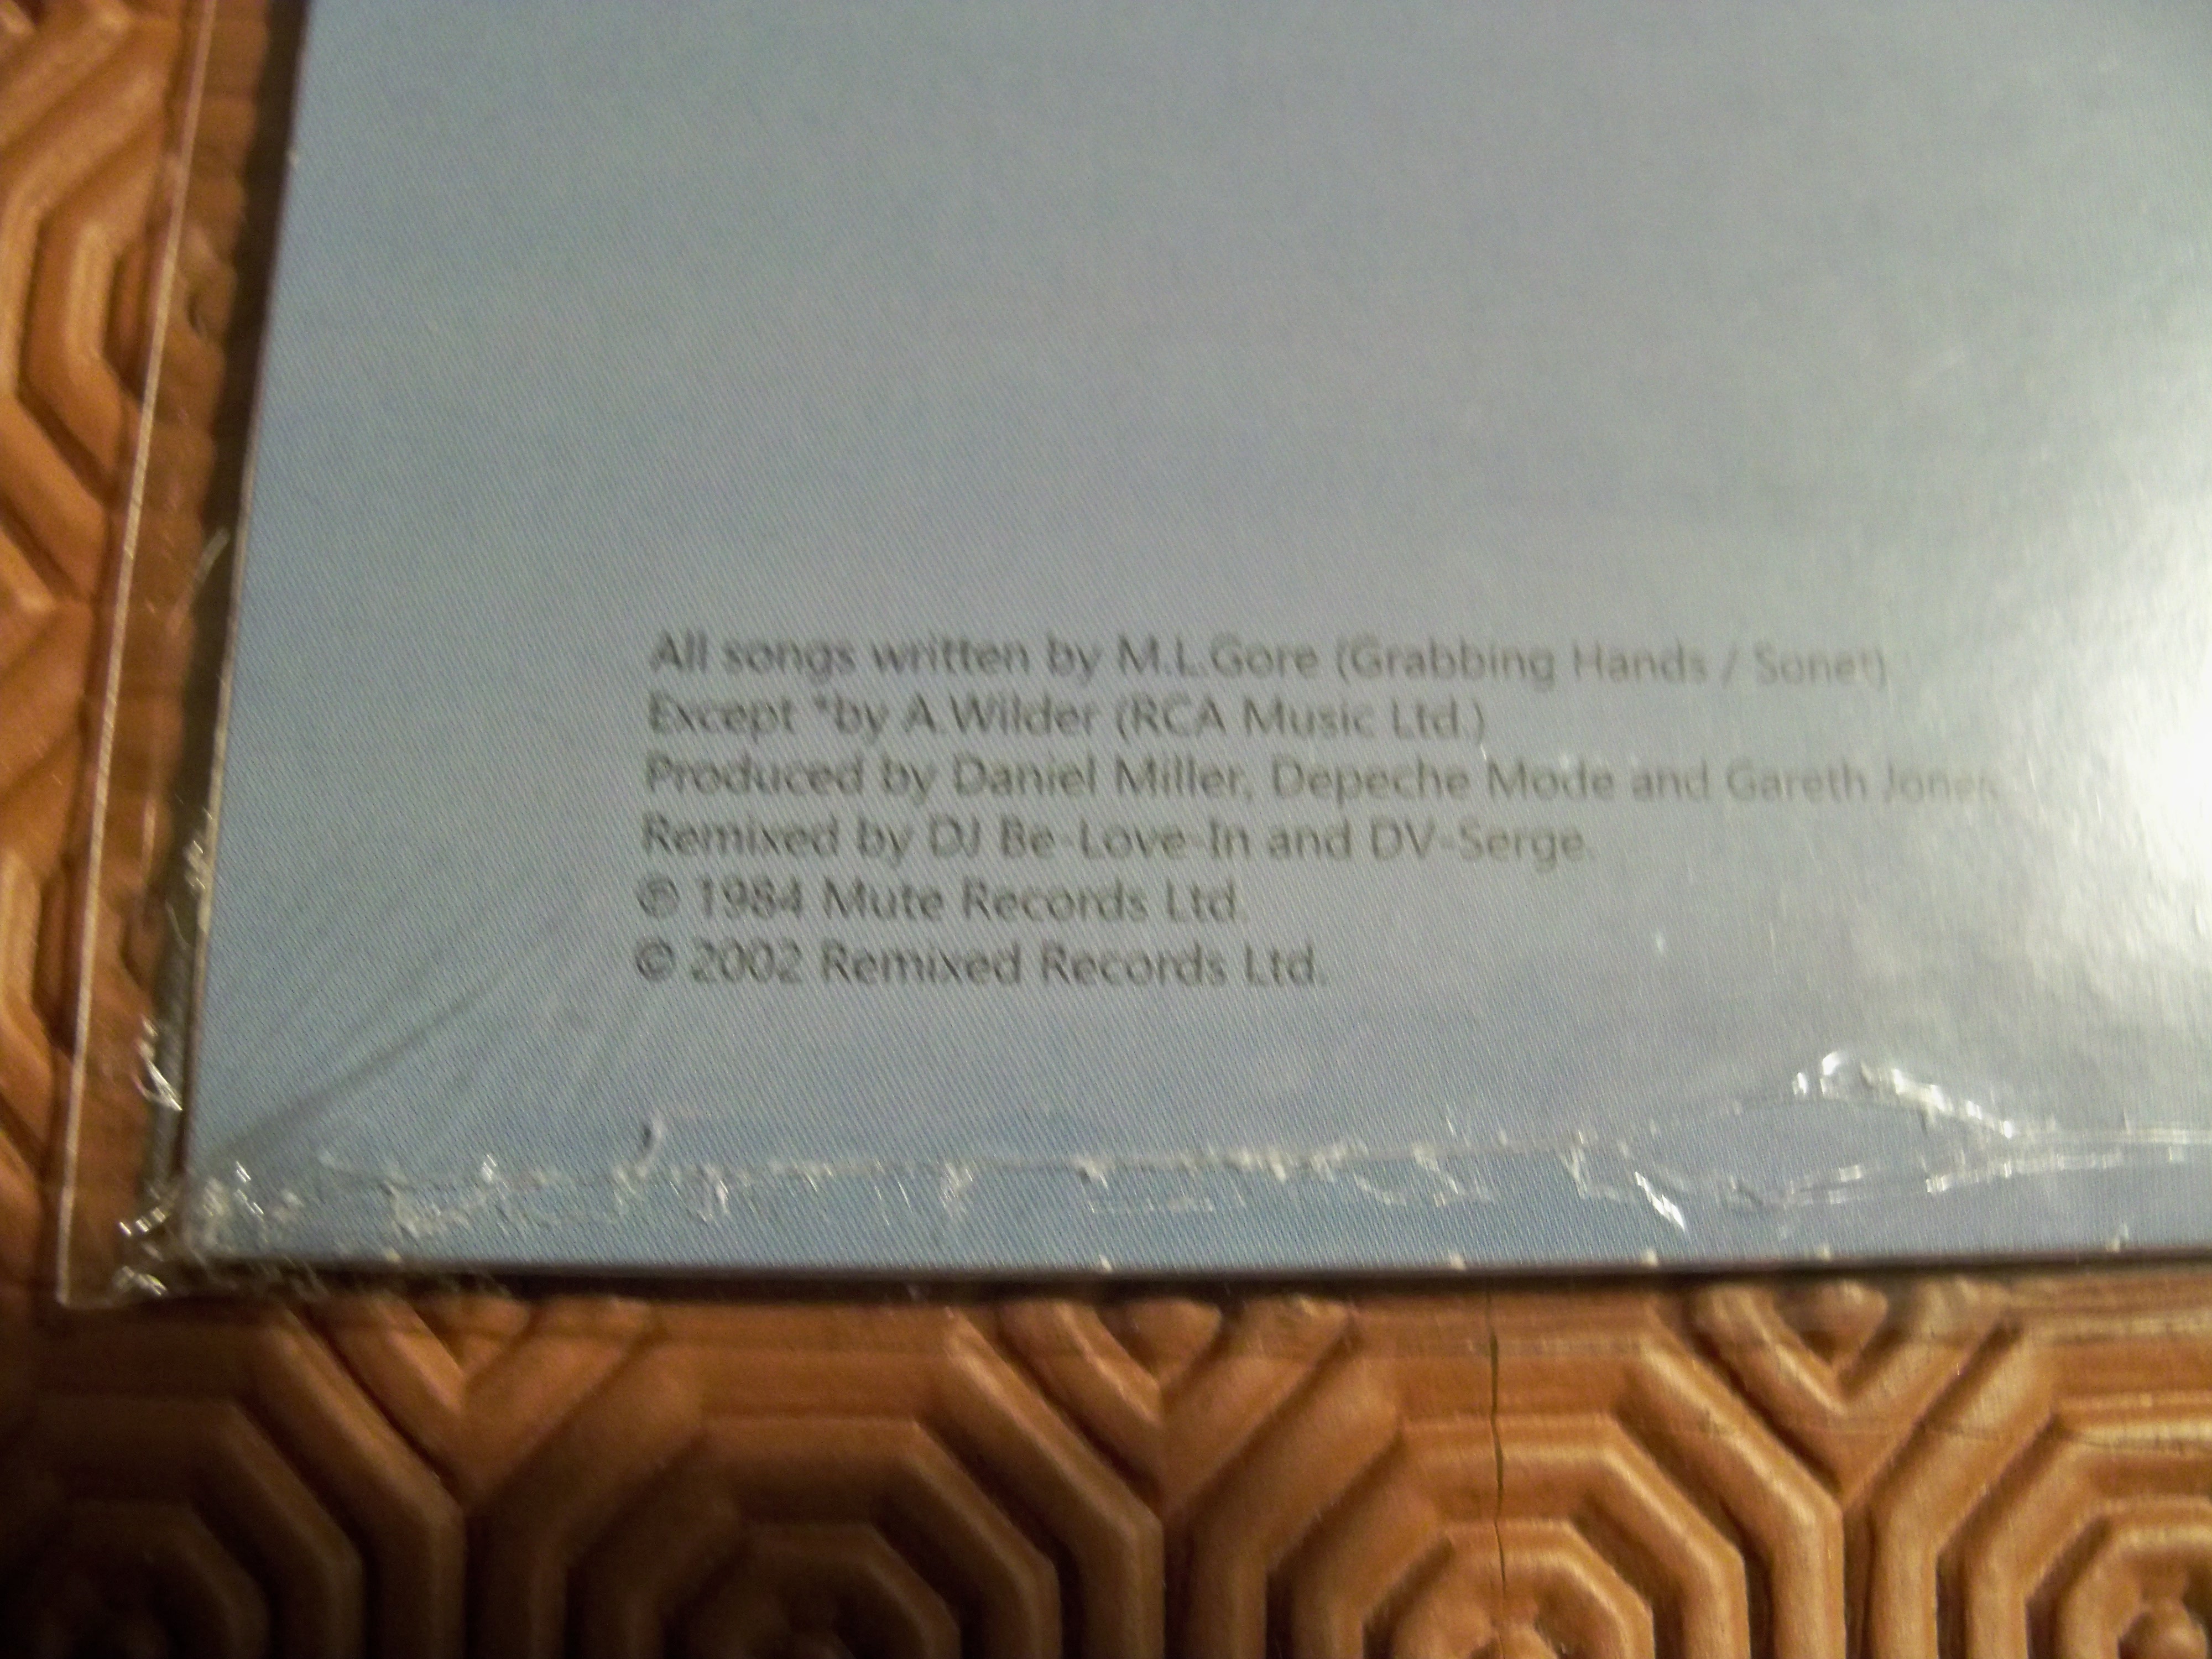 All songs written by M.L.Gore (Grabbing Hands / Sonet)
Except *by A.Wilder (RCA Music Ltd.)
Produced by Daniel Miller, Depeche Mode and Gareth Jones
Remixed by DJ Be-Love-In and DV-Serge.
℗ 1984 Mute Records Ltd.
© 2002 Remixed Records Ltd.